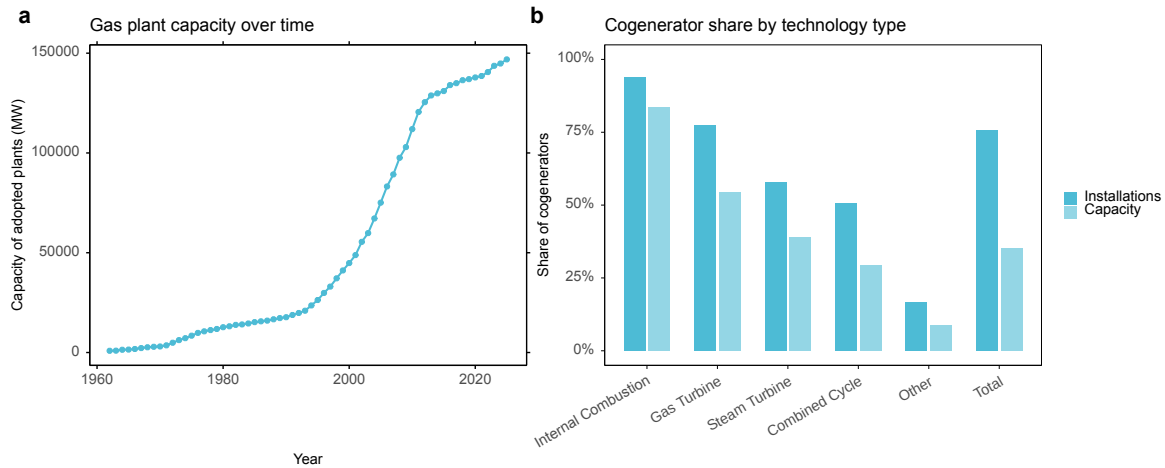 a
Gas plant capacity over time
Capacity of adopted plants (MW)
150000
100000
50000
0
1960
1980
2000
2020
Year
b
Cogenerator share by technology type
Share of cogenerators
100%
75%
50%
25%
0%
Internal Combustion
Gas Turbine
Steam Turbine
Combined Cycle
Other
Total
Installations
Capacity